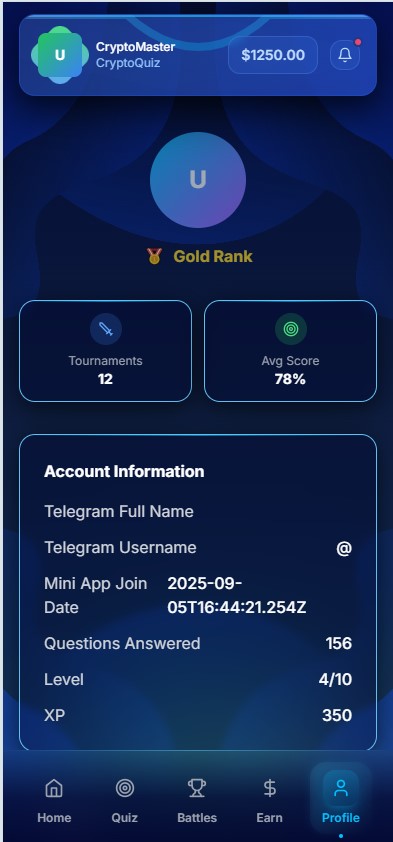 U
CryptoMaster
CryptoQuiz
$1250.00
U
Gold Rank
Tournaments
12
Avg Score
78%
Account Information
Telegram Full Name
Telegram Username @
Mini App Join Date 2025-09-
05T16:44:21.254Z
Questions Answered 156
Level 4/10
XP 350
Home Quiz Battles Earn Profile